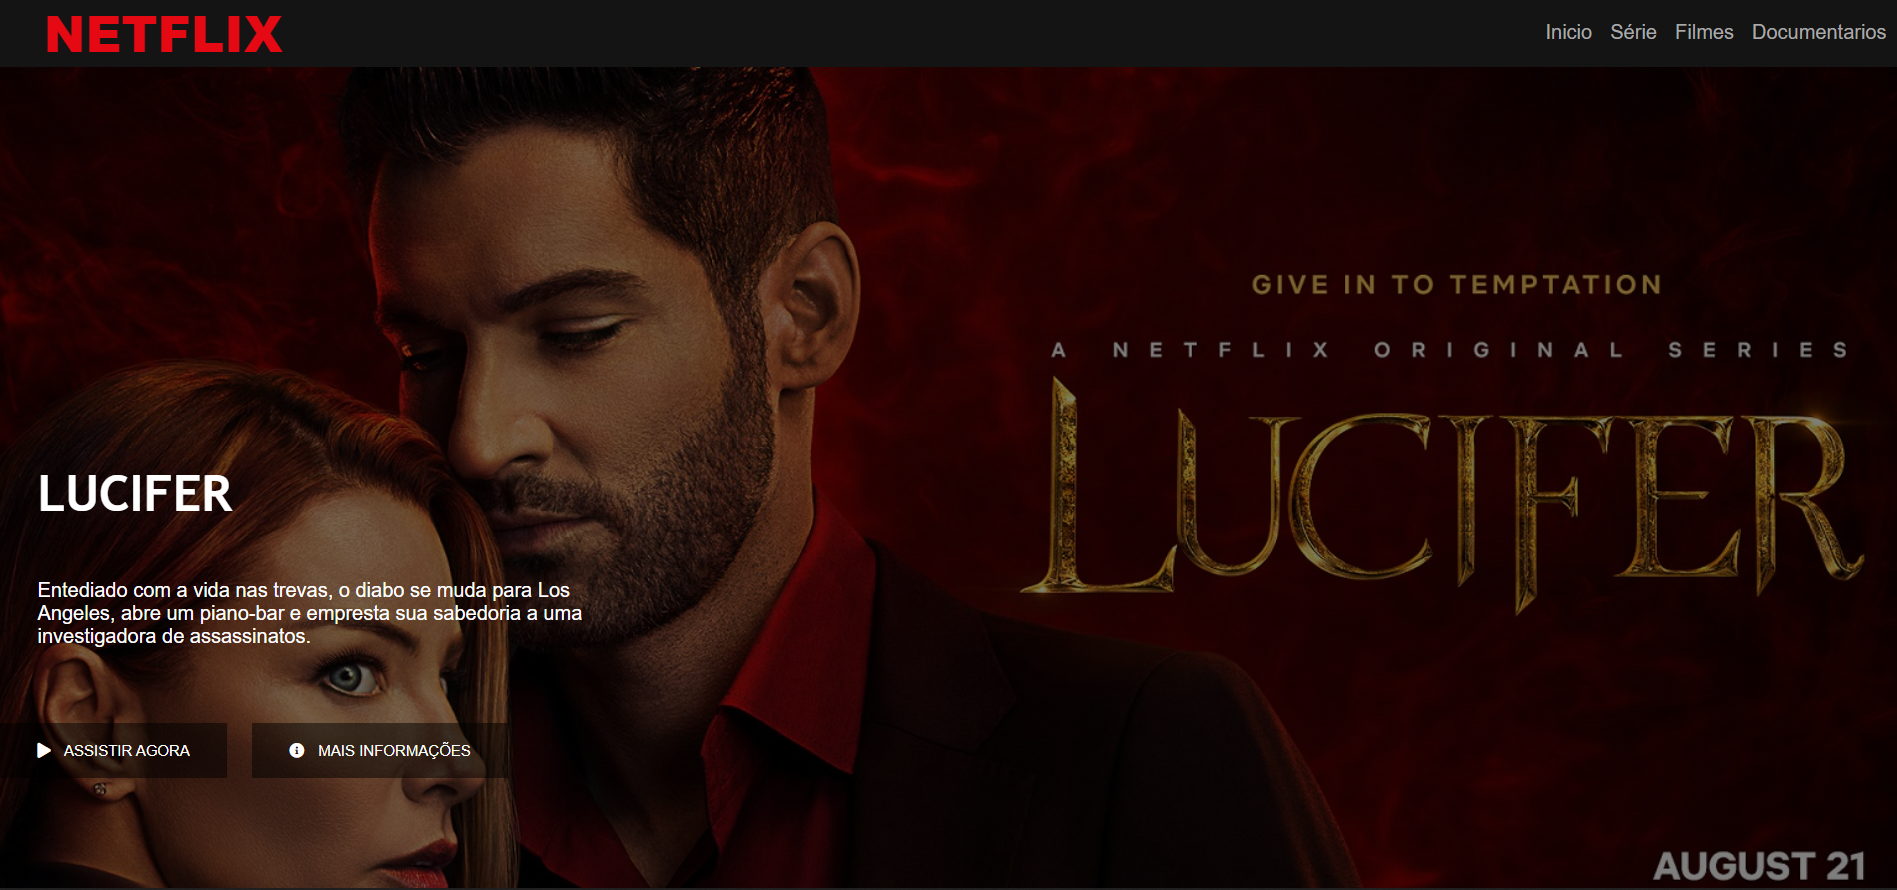 NETFLIX
Inicio Série Filmes Documentarios
GIVE IN TO TEMPTATION
A NETFLIX ORIGINAL SERIES
LUCIFER
LUCIFER
Entediado com a vida nas trevas, o diabo se muda para Los
Angeles, abre um piano-bar e empresta sua sabedoria a uma
investigadora de assassinatos.
ASSISTIR AGORA
MAIS INFORMAÇÕES
AUGUST 21